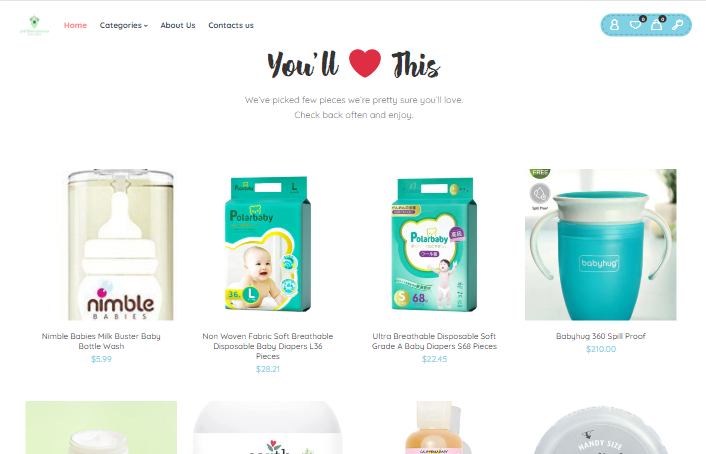 Home Categories About Us Contacts us
0 0
You'll This
We've picked few pieces we're pretty sure you'll love.
Check back often and enjoy.
nimble
BABIES
Polarbaby
L
36
L
Polarbaby
S
68
FREE
Spill Proof
babyhug
Nimble Babies Milk Buster Baby
Bottle Wash
$5.99
Non Woven Fabric Soft Breathable
Disposable Baby Diapers L36
Pieces
$28.21
Ultra Breathable Disposable Soft
Grade A Baby Diapers S68 Pieces
$22.45
Babyhug 360 Spill Proof
$210.00
CALIFORNIA BABY
HANDY SIZE